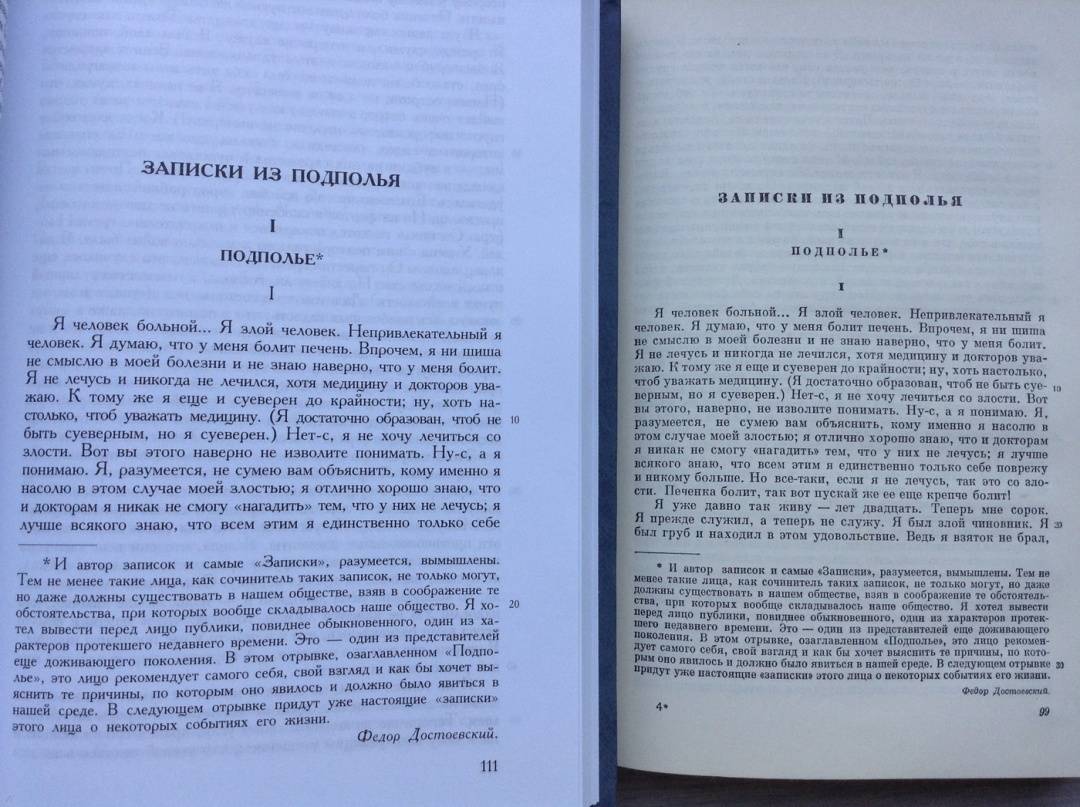 ЗАПИСКИ ИЗ ПОДПОЛЬЯ
I
ПОДПОЛЬЕ*
I
Я человек больной... Я злой человек. Непривлекательный я
человек. Я думаю, что у меня болит печень. Впрочем, я ни шиша
не смыслю в моей болезни и не знаю наверно, что у меня болит.
Я не лечусь и никогда не лечился, хотя медицину и докторов ува-
жаю. К тому же я еще и суеверен до крайности; ну, хоть на-
столько, чтоб уважать медицину. (Я достаточно образован, чтоб не 10
быть суеверным, но я суеверен.) Нет-с, я не хочу лечиться со
злости. Вот вы этого наверно не изволите понимать. Ну-с, а я
понимаю. Я, разумеется, не сумею вам объяснить, кому именно я
насолю в этом случае моей злостью; я отлично хорошо знаю, что
и докторам я никак не смогу «нагадить» тем, что у них не лечусь; я
лучше всякого знаю, что всем этим я единственно только себе
* И автор записок и самые «Записки», разумеется, вымышлены.
Тем не менее такие лица, как сочинитель таких записок, не только могут,
но даже должны существовать в нашем обществе, взяв в соображение те
обстоятельства, при которых вообще складывалось наше общество. Я хо- 20
тел вывести перед лицо публики, повиднее обыкновенного, один из ха-
рактеров протекшего недавнего времени. Это — один из представителей
еще доживающего поколения. В этом отрывке, озаглавленном «Подпо-
лье», это лицо рекомендует самого себя, свой взгляд и как бы хочет вы-
яснить те причины, по которым оно явилось и должно было явиться в
нашей среде. В следующем отрывке придут уже настоящие «записки»
этого лица о некоторых событиях его жизни.
Федор Достоевский.
111
ЗАПИСКИ ИЗ ПОДПОЛЬЯ
I
ПОДПОЛЬЕ*
I
Я человек больной... Я злой человек. Непривлекательный я
человек. Я думаю, что у меня болит печень. Впрочем, я ни шиша
не смыслю в моей болезни и не знаю наверно, что у меня болит.
Я не лечусь и никогда не лечился, хотя медицину и докторов ува-
жаю. К тому же я еще и суеверен до крайности; ну, хоть настолько,
чтоб уважать медицину. (Я достаточно образован, чтоб не быть суе- 10
верным, но я суеверен.) Нет-с, я не хочу лечиться со злости. Вот
вы этого, наверно, не изволите понимать. Ну-с, а я понимаю. Я,
разумеется, не сумею вам объяснить, кому именно я насолю в
этом случае моей злостью; я отлично хорошо знаю, что и докторам
я никак не смогу «нагадить» тем, что у них не лечусь; я лучше
всякого знаю, что всем этим я единственно только себе поврежу
и никому больше. Но все-таки, если я не лечусь, так это со зло-
сти. Печенка болит, так вот пускай же ее еще крепче болит!
Я уже давно так живу — лет двадцать. Теперь мне сорок.
Я прежде служил, а теперь не служу. Я был злой чиновник. Я 20
был груб и находил в этом удовольствие. Ведь я взяток не брал,
* И автор записок и самые «Записки», разумеется, вымышлены. Тем не
менее такие лица, как сочинитель таких записок, не только могут, но даже
должны существовать в нашем обществе, взяв в соображение те обстоятель-
ства, при которых вообще складывалось наше общество. Я хотел вывести
перед лицо публики, повиднее обыкновенного, один из характеров протек-
шего недавнего времени. Это — один из представителей еще доживающего
поколения. В этом отрывке, озаглавленном «Подполье», это лицо рекомен-
дует самого себя, свой взгляд и как бы хочет выяснить те причины, по ко-
торым оно явилось и должно было явиться в нашей среде. В следующем отрывке 30
придут уже настоящие «записки» этого лица о некоторых событиях его жизни.
Федор Достоевский.
4*
99